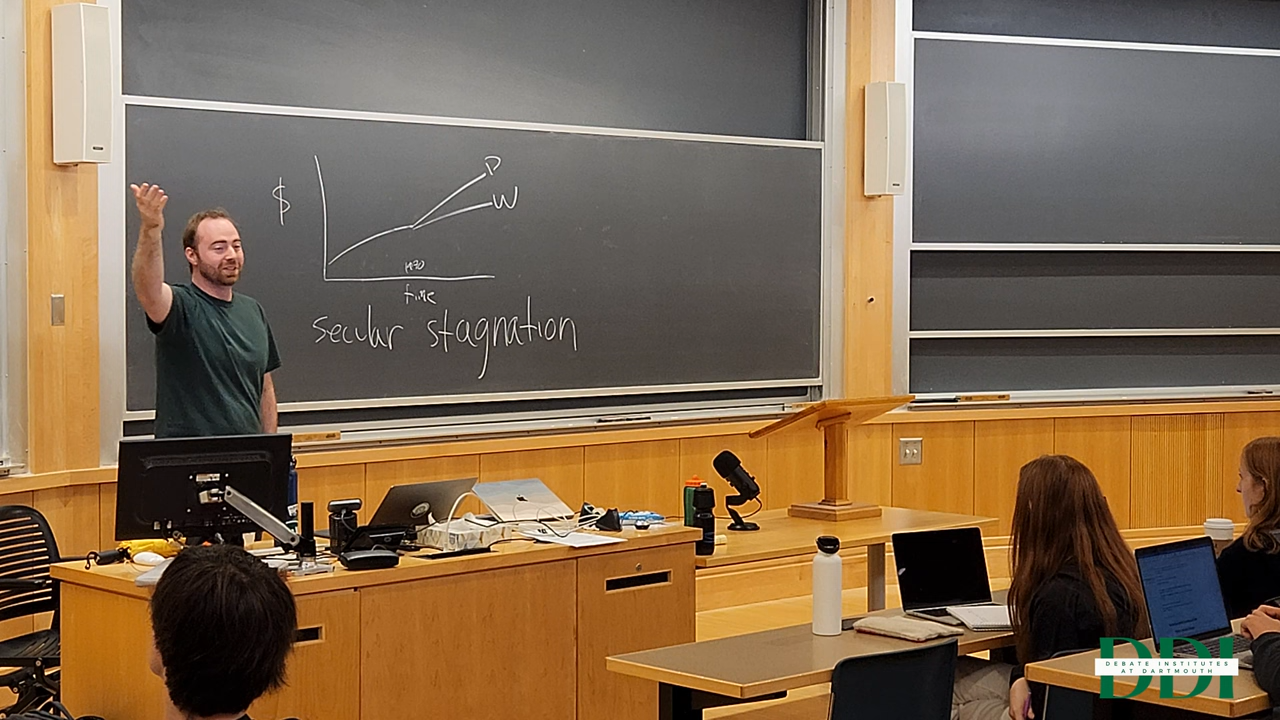 $
P
W
1970
time
secular stagnation
DDI
DEBATE INSTITUTES
AT DARTMOUTH